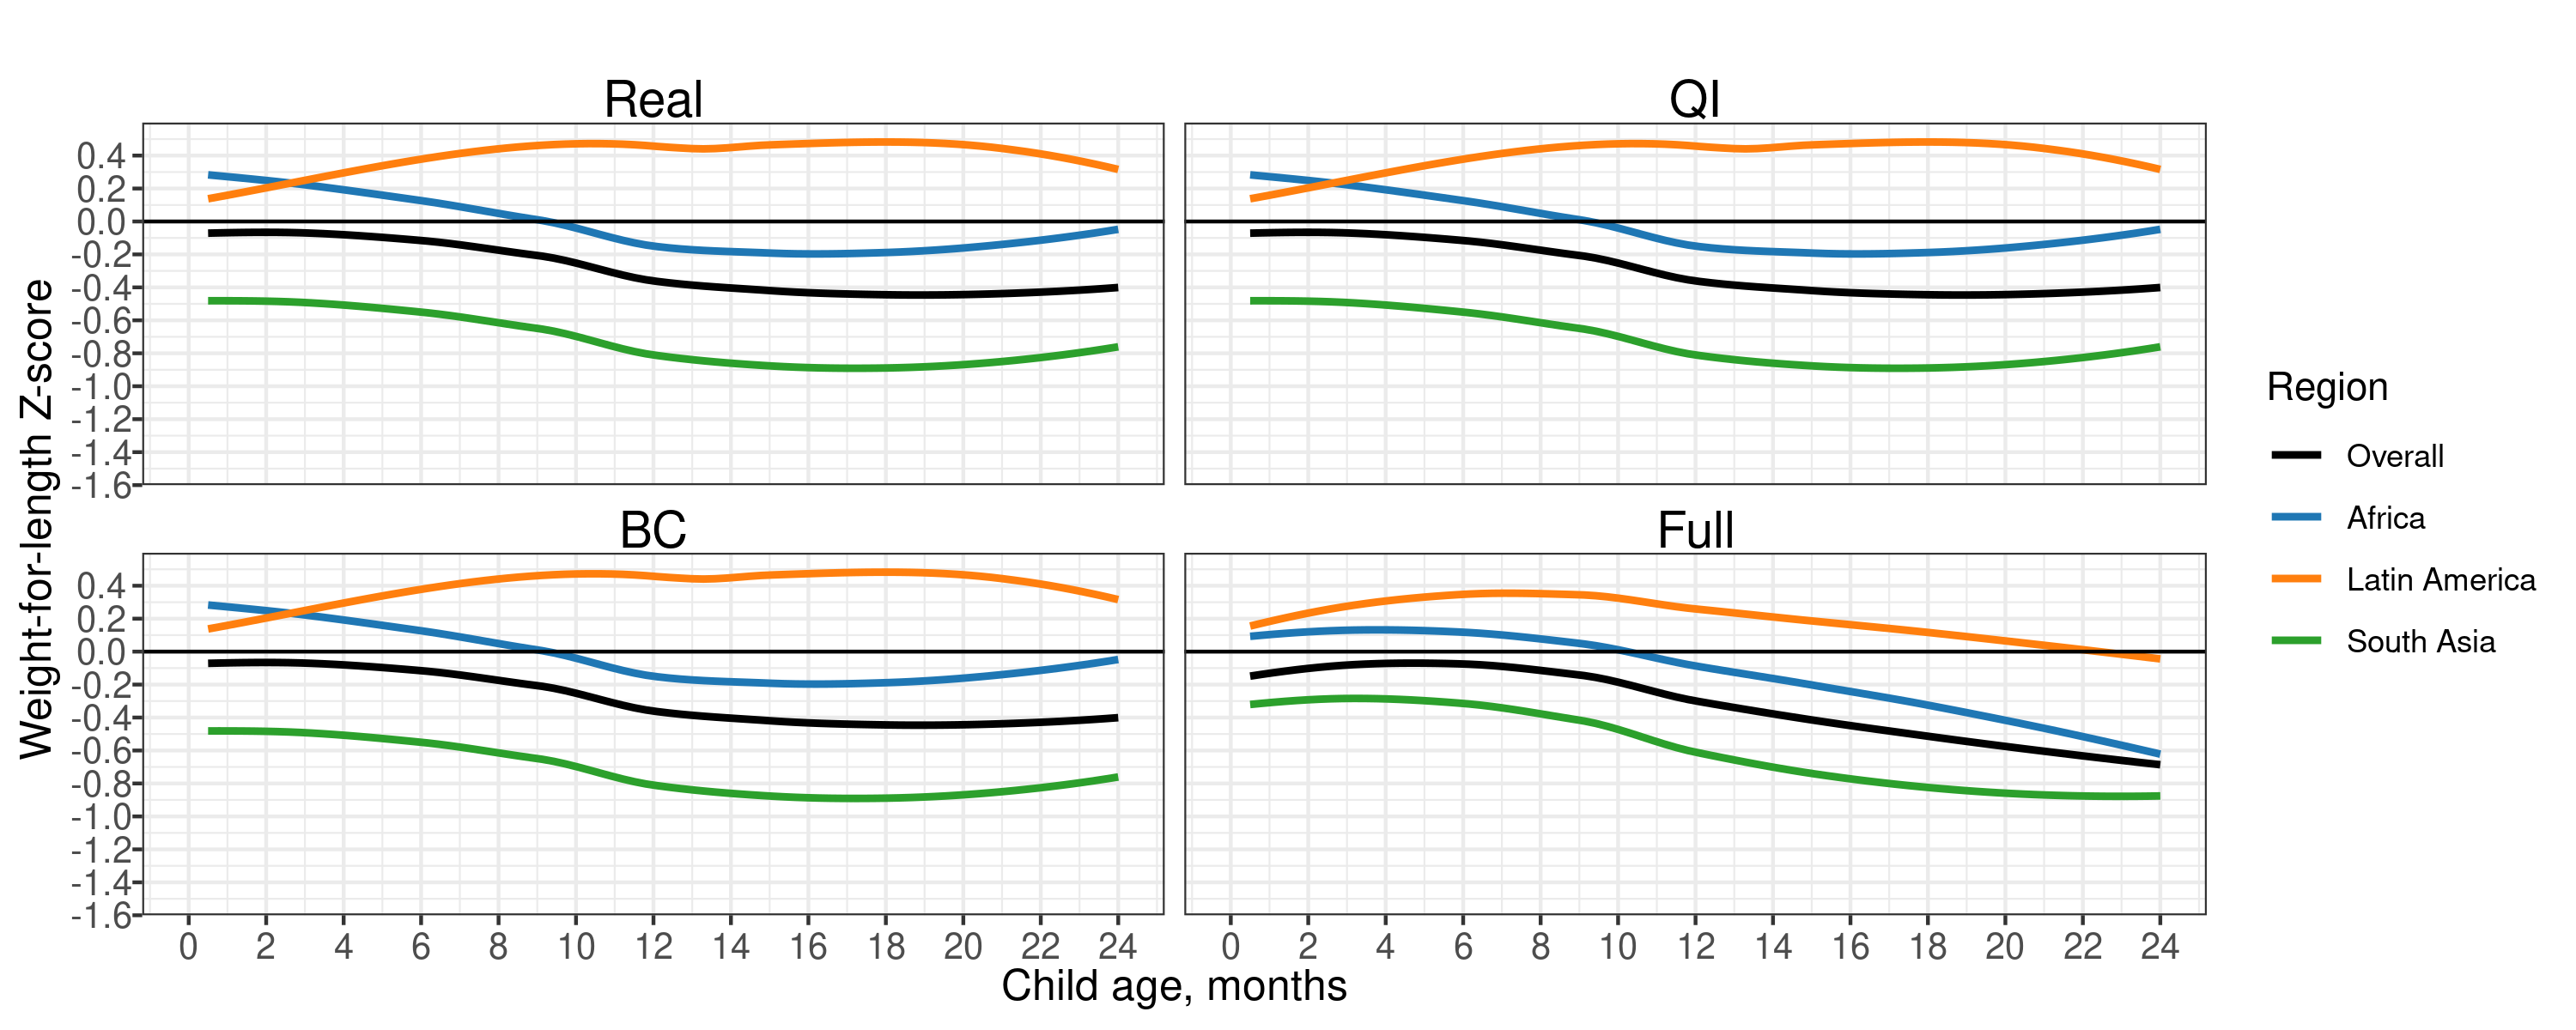 Real
QI
0.4
0.2
0.0
-0.2
-0.4
-0.6
-0.8
-1.0
-1.2
-1.4
-1.6
Weight-for-length Z-score
BC
Full
0.4
0.2
0.0
-0.2
-0.4
-0.6
-0.8
-1.0
-1.2
-1.4
-1.6
0 2 4 6 8 10 12 14 16 18 20 22 24
0 2 4 6 8 10 12 14 16 18 20 22 24
Child age, months
Region
Overall
Africa
Latin America
South Asia